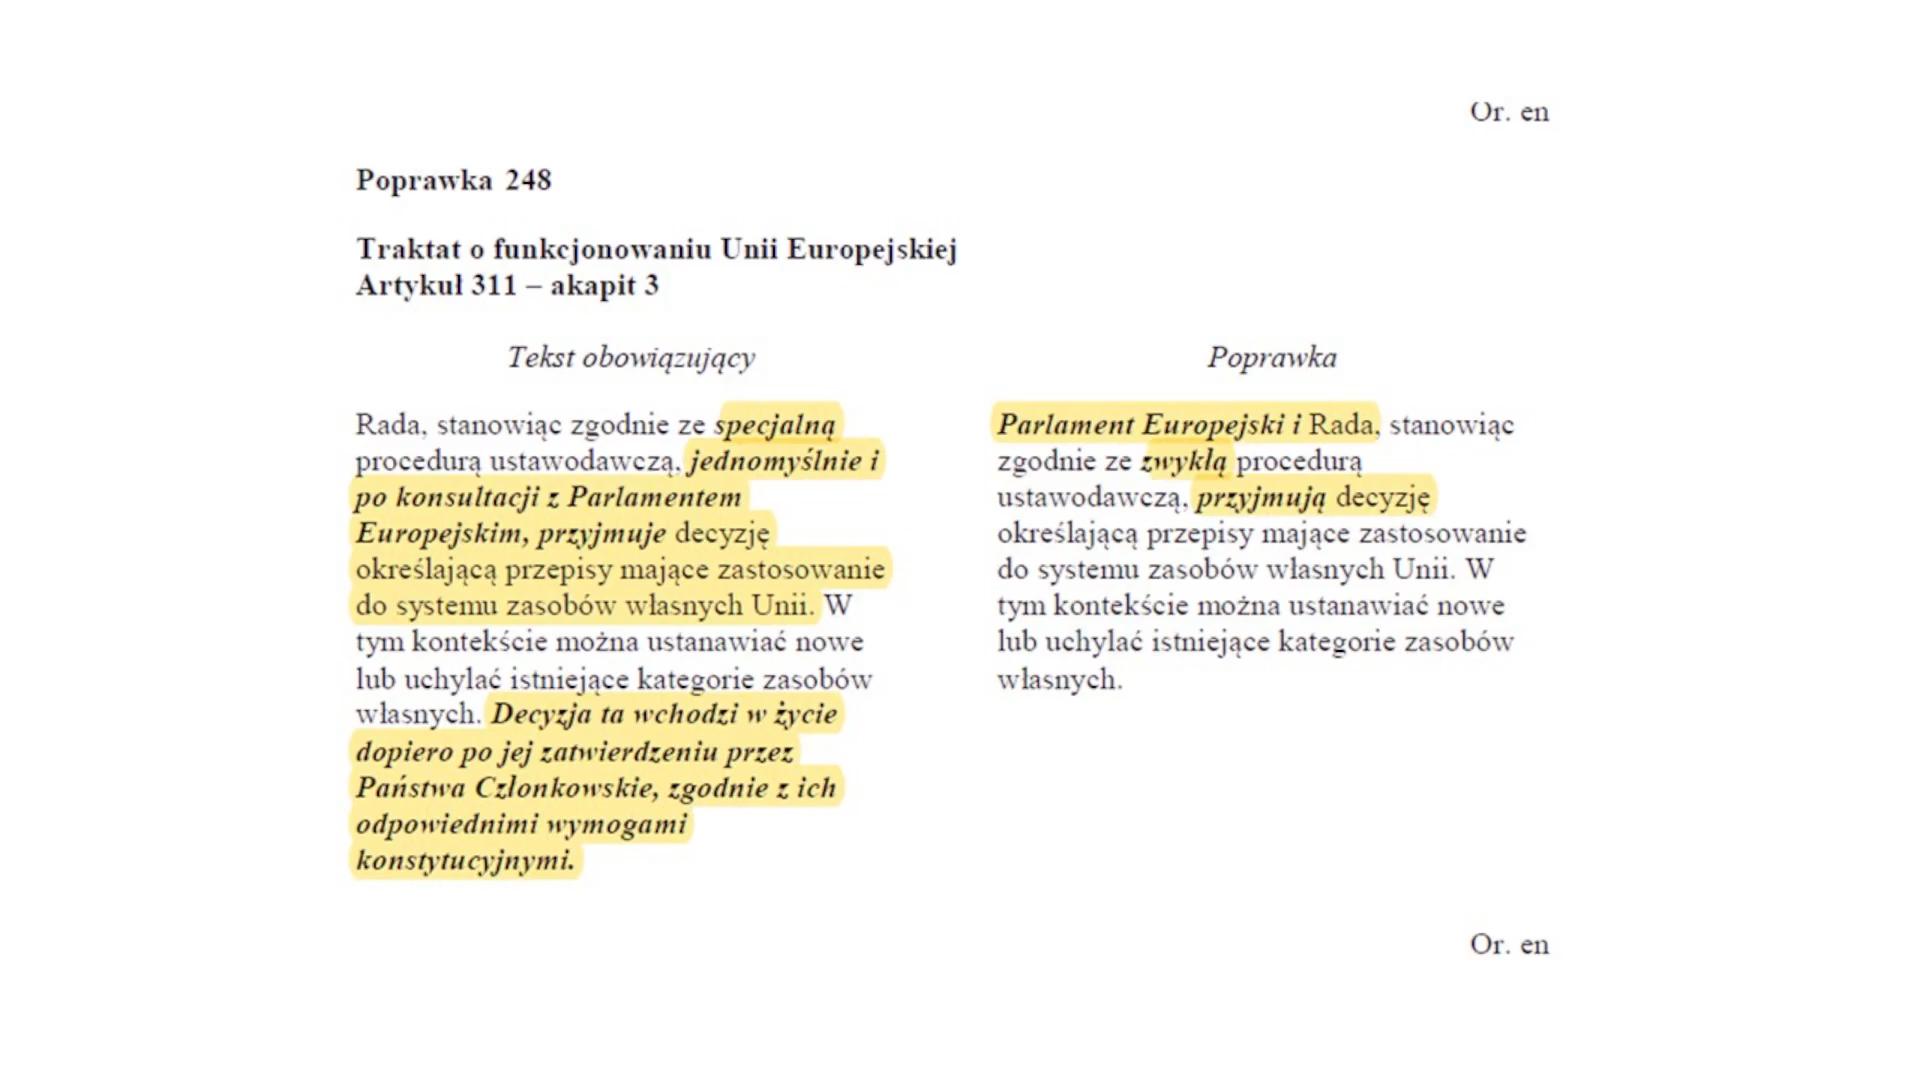 Or. en
Poprawka 248
Traktat o funkcjonowaniu Unii Europejskiej
Artykuł 311 – akapit 3
Tekst obowiązujący
Rada, stanowiąc zgodnie ze specjalną
procedurą ustawodawczą, jednomyślnie i
po konsultacji z Parlamentem
Europejskim, przyjmuje decyzję
określającą przepisy mające zastosowanie
do systemu zasobów własnych Unii. W
tym kontekście można ustanawiać nowe
lub uchylać istniejące kategorie zasobów
własnych. Decyzja ta wchodzi w życie
dopiero po jej zatwierdzeniu przez
Państwa Członkowskie, zgodnie z ich
odpowiednimi wymogami
konstytucyjnymi.
Poprawka
Parlament Europejski i Rada, stanowiąc
zgodnie ze zwykłą procedurą
ustawodawczą, przyjmują decyzję
określającą przepisy mające zastosowanie
do systemu zasobów własnych Unii. W
tym kontekście można ustanawiać nowe
lub uchylać istniejące kategorie zasobów
własnych.
Or. en